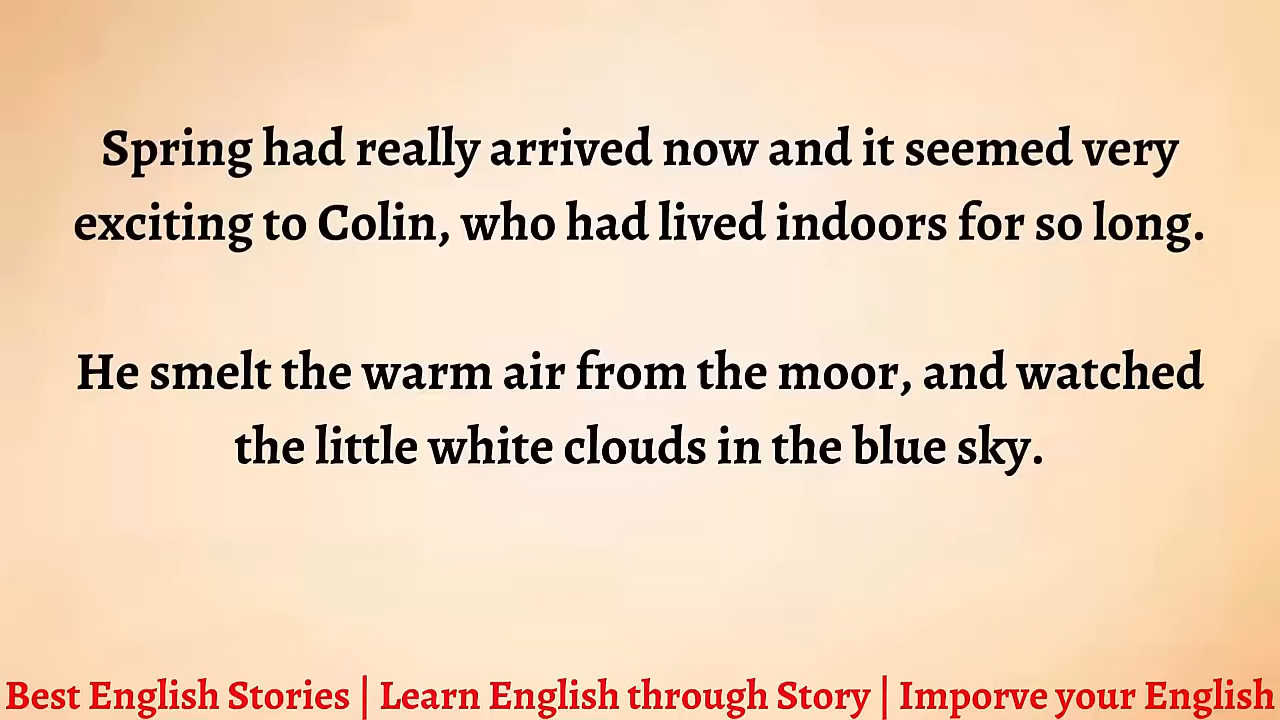 Spring had really arrived now and it seemed very
exciting to Colin, who had lived indoors for so long.
He smelt the warm air from the moor, and watched
the little white clouds in the blue sky.
Best English Stories | Learn English through Story | Imporve your English